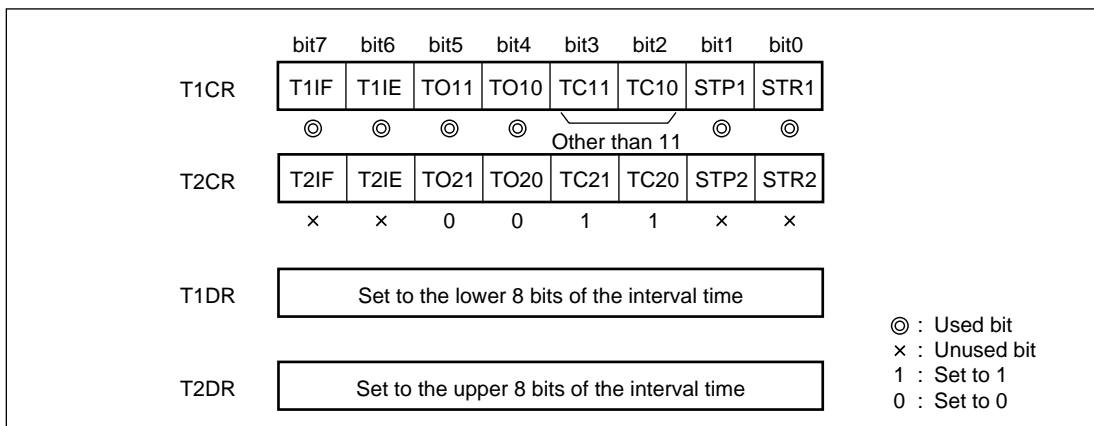 bit7 bit6 bit5 bit4 bit3 bit2 bit1 bit0
T1CR T1IF T1IE TO11 TO10 TC11 TC10 STP1 STR1
◎ ◎ ◎ ◎ Other than 11 ◎ ◎
T2CR T2IF T2IE TO21 TO20 TC21 TC20 STP2 STR2
× × 0 0 1 1 × ×
T1DR Set to the lower 8 bits of the interval time
T2DR Set to the upper 8 bits of the interval time
◎ : Used bit
× : Unused bit
1 : Set to 1
0 : Set to 0